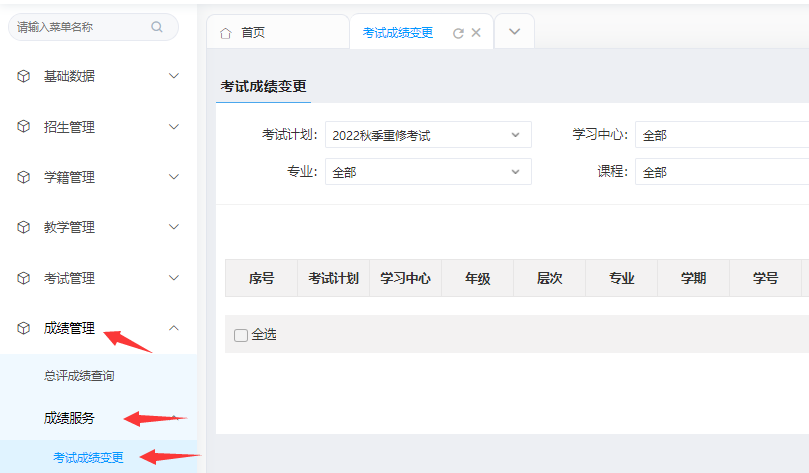 请输入菜单名称
首页
考试成绩变更
基础数据
招生管理
学籍管理
教学管理
考试管理
成绩管理
总评成绩查询
成绩服务
考试成绩变更
考试成绩变更
考试计划： 2022秋季重修考试 学习中心： 全部
专业： 全部 课程： 全部
序号 考试计划 学习中心 年级 层次 专业 学期 学号
全选